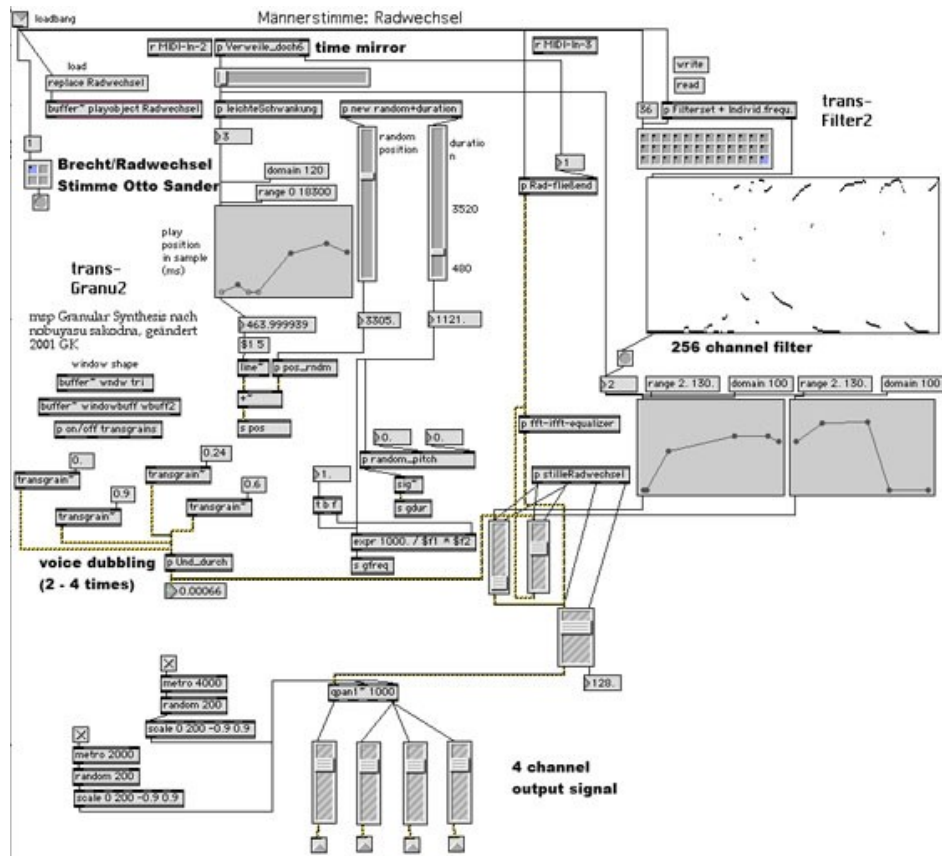 loadbang
Männerstimme: Radwechsel
r MIDI-In-2
p Verweile_doch6
time mirror
r MIDI-In-3
load
replace Radwechsel
buffer~ playobject Radwechsel
write
read
36
p Filterset + Individ.frequ.
trans-
Filter2
p leichteSchwankung
p new random+duration
3
random
position
duratio
n
3520
480
1
Brecht/Radwechsel
Stimme Otto Sander
domain 120
range 0 18300
1
p Rad-fließend
play
position
in sample
(ms)
trans-
Granu2
msp Granular Synthesis nach
nobuyasu sakodna, geändert
2001 GK
463.999939
3305.
1121.
$1 5
line~
p pos_rndm
+~
s pos
256 channel filter
window shape
buffer~ wndw tri
buffer~ windowbuff wbuff2
p on/off transgrains
2
range 2. 130.
domain 100
range 2. 130.
domain 100
p fft-ifft-equalizer
0.
0.
p random_pitch
sig~
s gdur
p stilleRadwechsel
0.
0.24
transgrain~
transgrain~
0.9
0.6
transgrain~
transgrain~
1.
t b f
expr 1000. / $f1 * $f2
s gfreq
voice dubbling
(2 - 4 times)
p Und_durch
0.00066
128.
metro 4000
random 200
scale 0 200 -0.9 0.9
qpan1~ 1000
metro 2000
random 200
scale 0 200 -0.9 0.9
4 channel
output signal